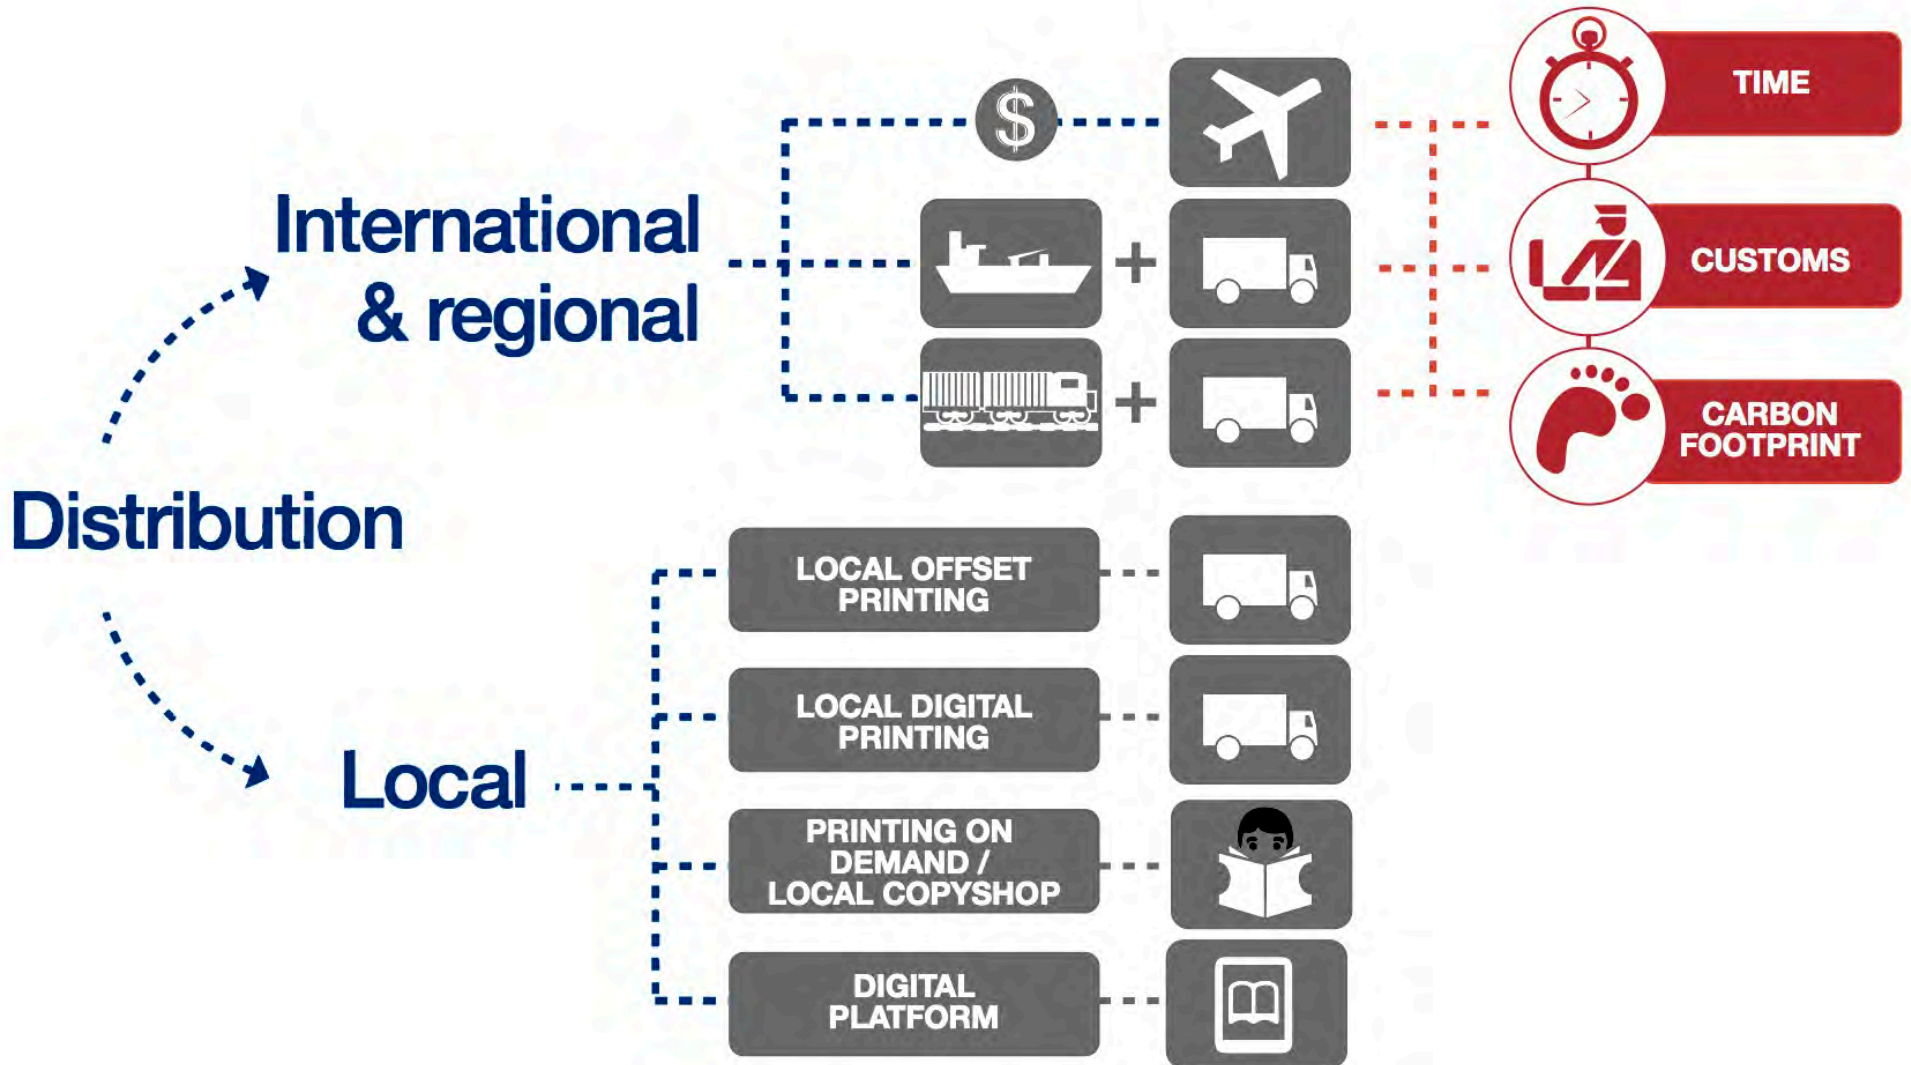 Distribution
International
& regional
$
+
+
TIME
CUSTOMS
CARBON
FOOTPRINT
Local
LOCAL OFFSET
PRINTING
LOCAL DIGITAL
PRINTING
PRINTING ON
DEMAND /
LOCAL COPYSHOP
DIGITAL
PLATFORM